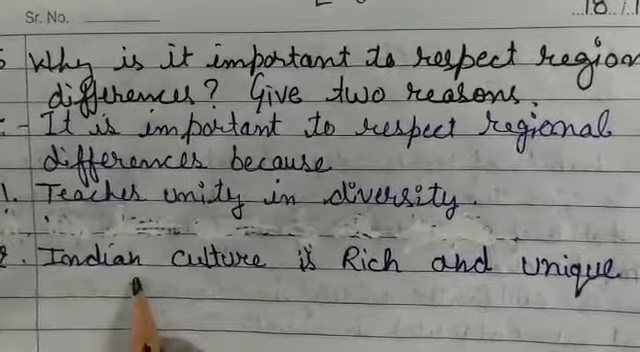 Sr. No.
18
Why is it important to respect region
differences? Give two reasons.
:- It is important to respect regional
differences because
1. Teaches unity in diversity.
2. Indian culture is Rich and unique